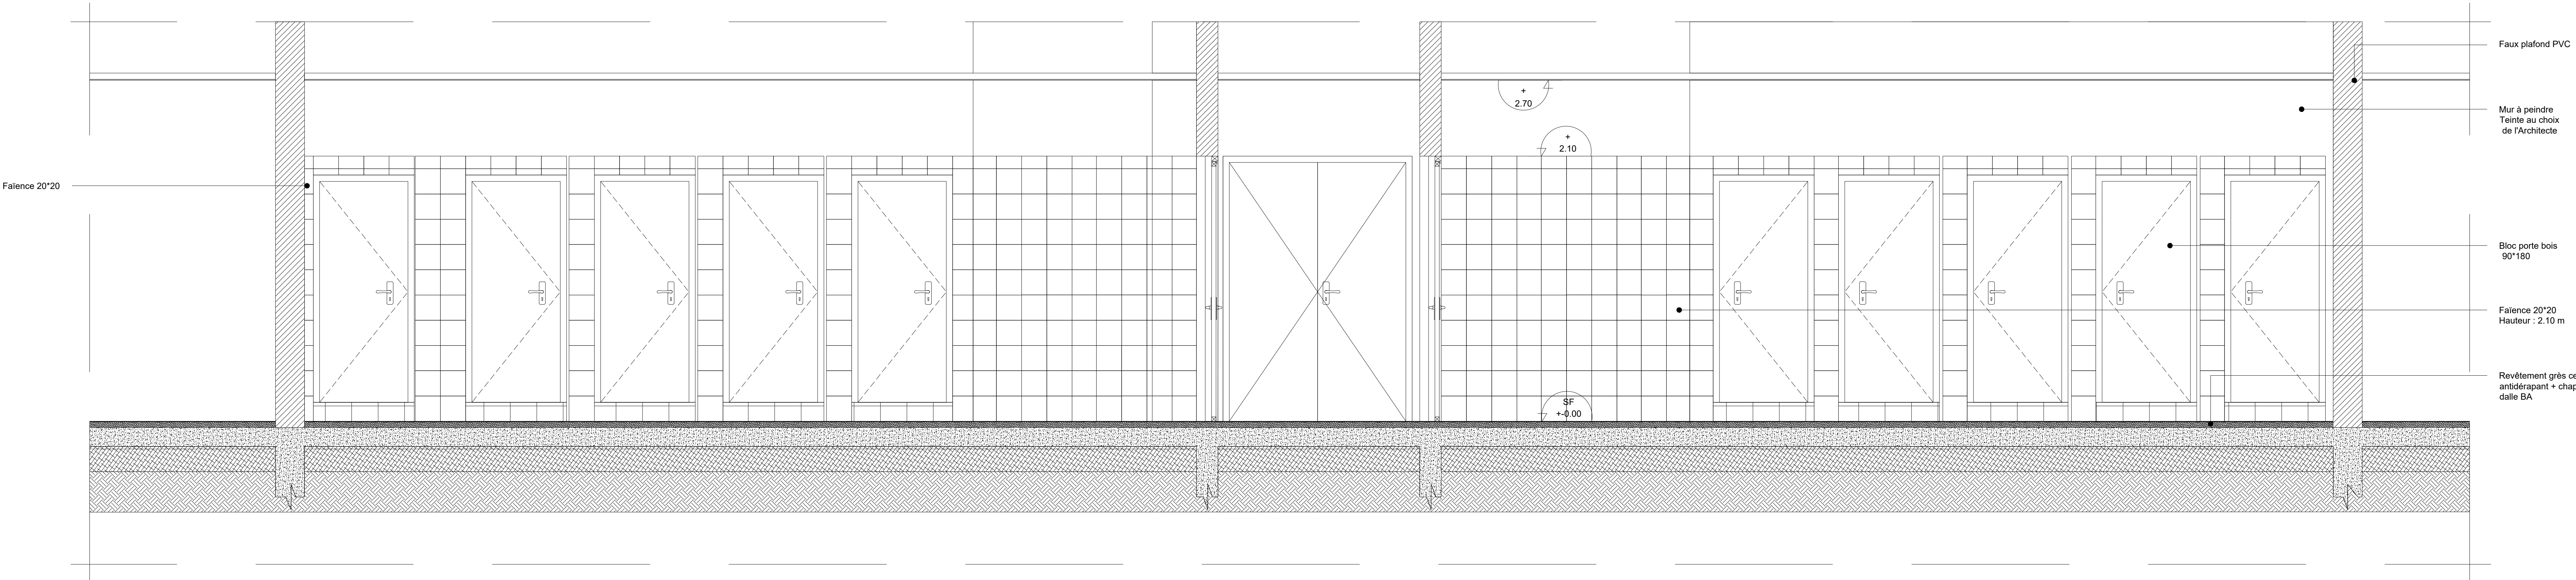 Faux plafond PVC
+
2.70
Mur à peindre
Teinte au choix
de l'Architecte
+
2.10
Faïence 20*20
Bloc porte bois
90*180
Faïence 20*20
Hauteur : 2.10 m
Revêtement grès ce
antidérapant + chap
dalle BA
SF
+-0.00